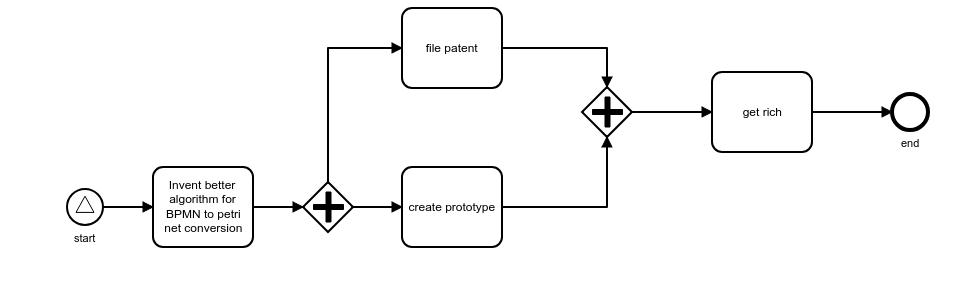 start
Invent better
algorithm for
BPMN to petri
net conversion
file patent
create prototype
get rich
end